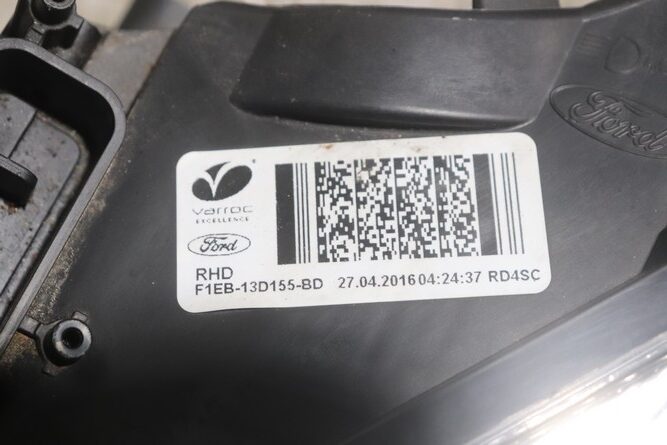 Ford
varroc
EXCELLENCE
Ford
RHD
F1EB-13D155-BD 27.04.2016 04:24:37 RD4SC